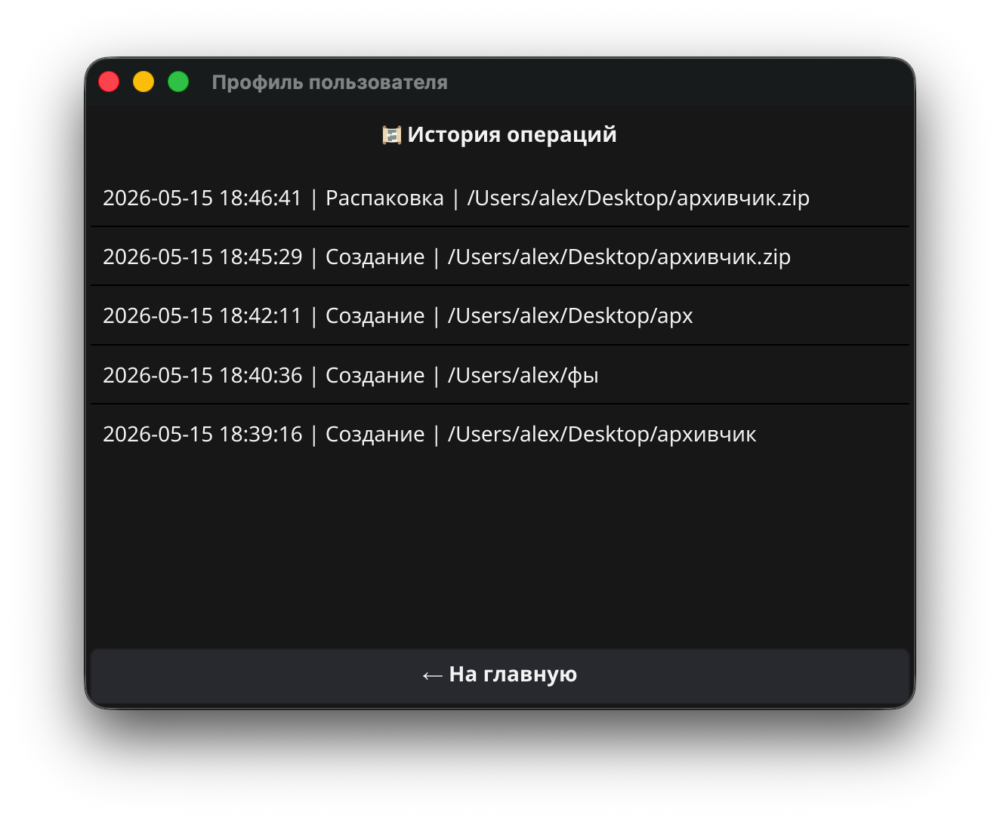 Профиль пользователя
📜 История операций
2026-05-15 18:46:41 | Распаковка | /Users/alex/Desktop/архивчик.zip
2026-05-15 18:45:29 | Создание | /Users/alex/Desktop/архивчик.zip
2026-05-15 18:42:11 | Создание | /Users/alex/Desktop/арх
2026-05-15 18:40:36 | Создание | /Users/alex/фы
2026-05-15 18:39:16 | Создание | /Users/alex/Desktop/архивчик
← На главную